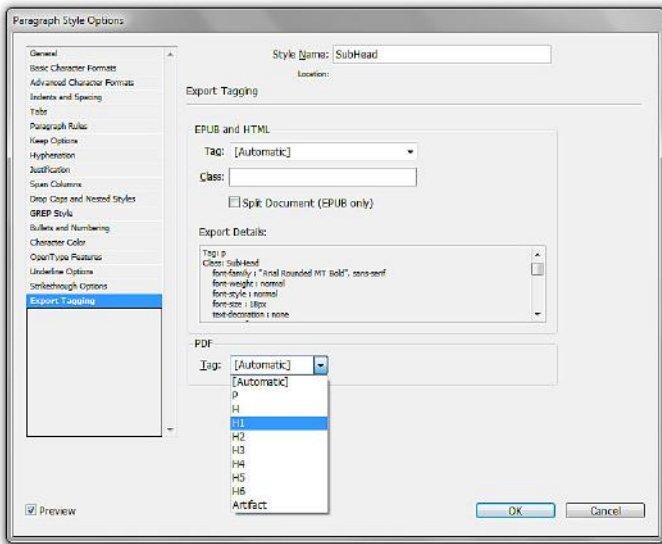 Paragraph Style Options
General
Basic Character Formats
Advanced Character Formats
Indents and Spacing
Tabs
Paragraph Rules
Keep Options
Hyphenation
Justification
Span Columns
Drop Caps and Nested Styles
GREP Style
Bullets and Numbering
Character Color
OpenType Features
Underline Options
Strikethrough Options
Export Tagging
Style Name: SubHead
Location:
Export Tagging
EPUB and HTML
Tag: [Automatic]
Class:
Split Document (EPUB only)
Export Details:
Tag: p
Class: SubHead
font-family : "Arial Rounded MT Bold", sans-serif
font-weight : normal
font-style : normal
font-size : 18px
text-decoration : none
PDF
Tag: [Automatic]
[Automatic]
P
H
H1
H2
H3
H4
H5
H6
Artifact
Preview
OK
Cancel